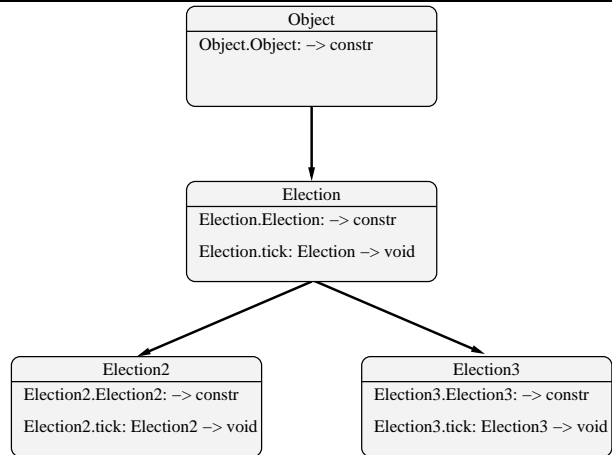 Object
Object.Object: −> constr
Election
Election.Election: −> constr
Election.tick: Election −> void
Election2
Election2.Election2: −> constr
Election2.tick: Election2 −> void
Election3
Election3.Election3: −> constr
Election3.tick: Election3 −> void